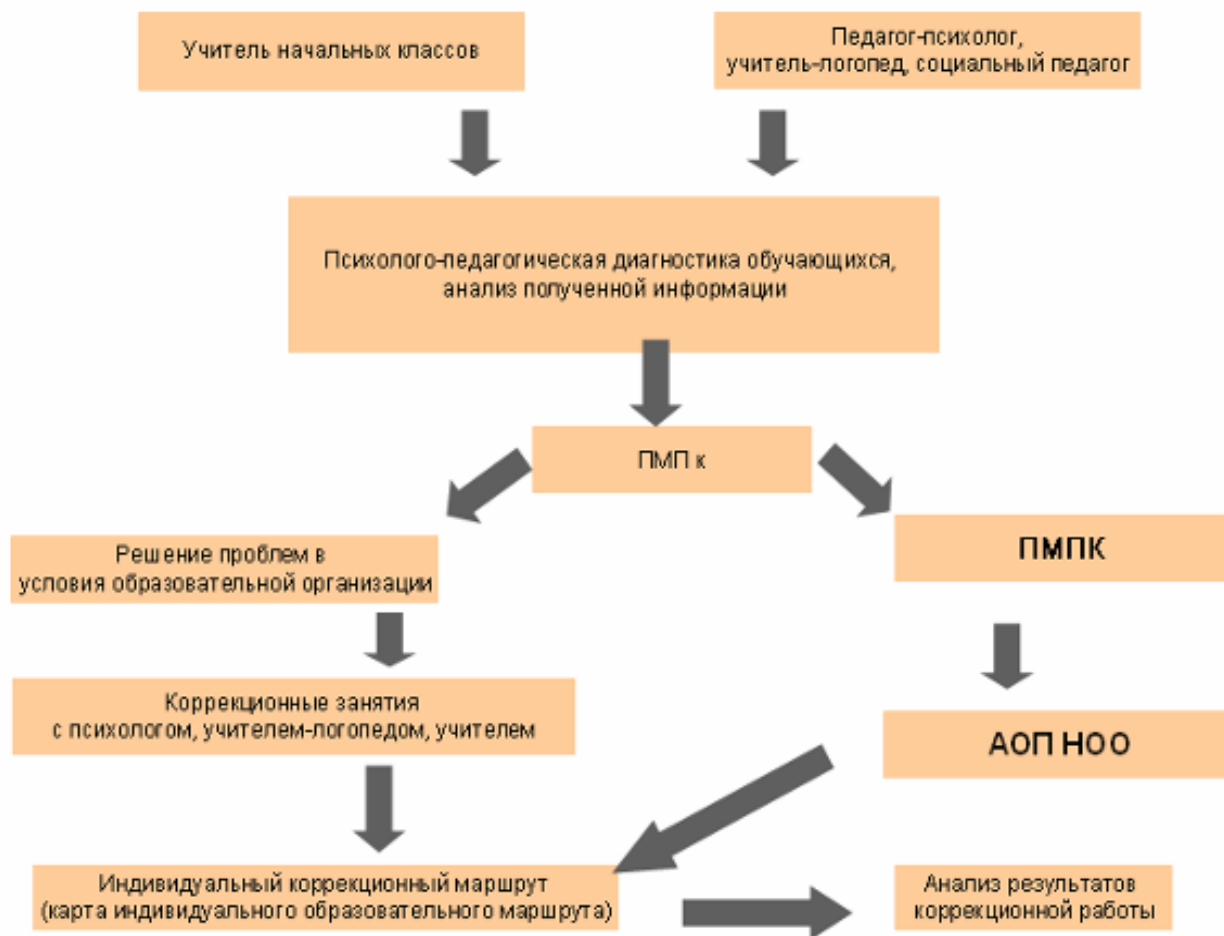 Учитель начальных классов
Педагог-психолог,
учитель-логопед, социальный педагог
Психолого-педагогическая диагностика обучающихся,
анализ полученной информации
ПМП к
Решение проблем в
условия образовательной организации
ПМПК
Коррекционные занятия
с психологом, учителем-логопедом, учителем
АОП НОО
Индивидуальный коррекционный маршрут
(карта индивидуального образовательного маршрута)
Анализ результатов
коррекционной работы